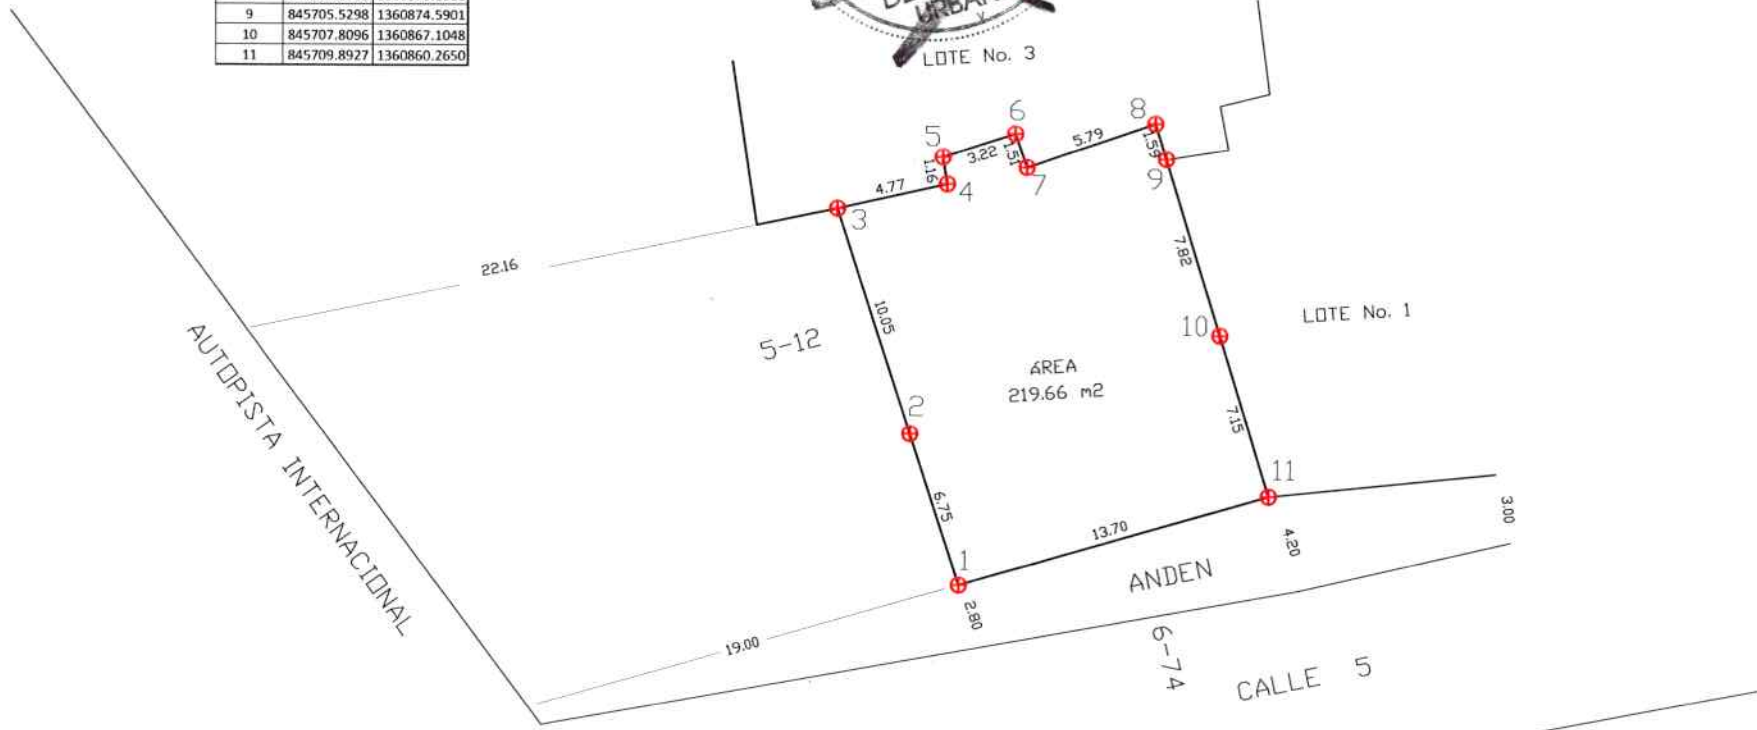 9 845705.5298 1360874.5901
10 845707.8096 1360867.1048
11 845709.8927 1360860.2650
URBAN
LOTE No. 3
8
6
5
5.79
1.59
3.22
1.51
1.16
7
9
4.77
4
3
22.16
7.82
10.05
5-12
10
LOTE No. 1
AREA
219.66 m2
AUTOPISTA INTERNACIONAL
2
7.15
11
6.75
13.70
3.00
4.20
1
ANDEN
2.80
19.00
6-74
CALLE 5